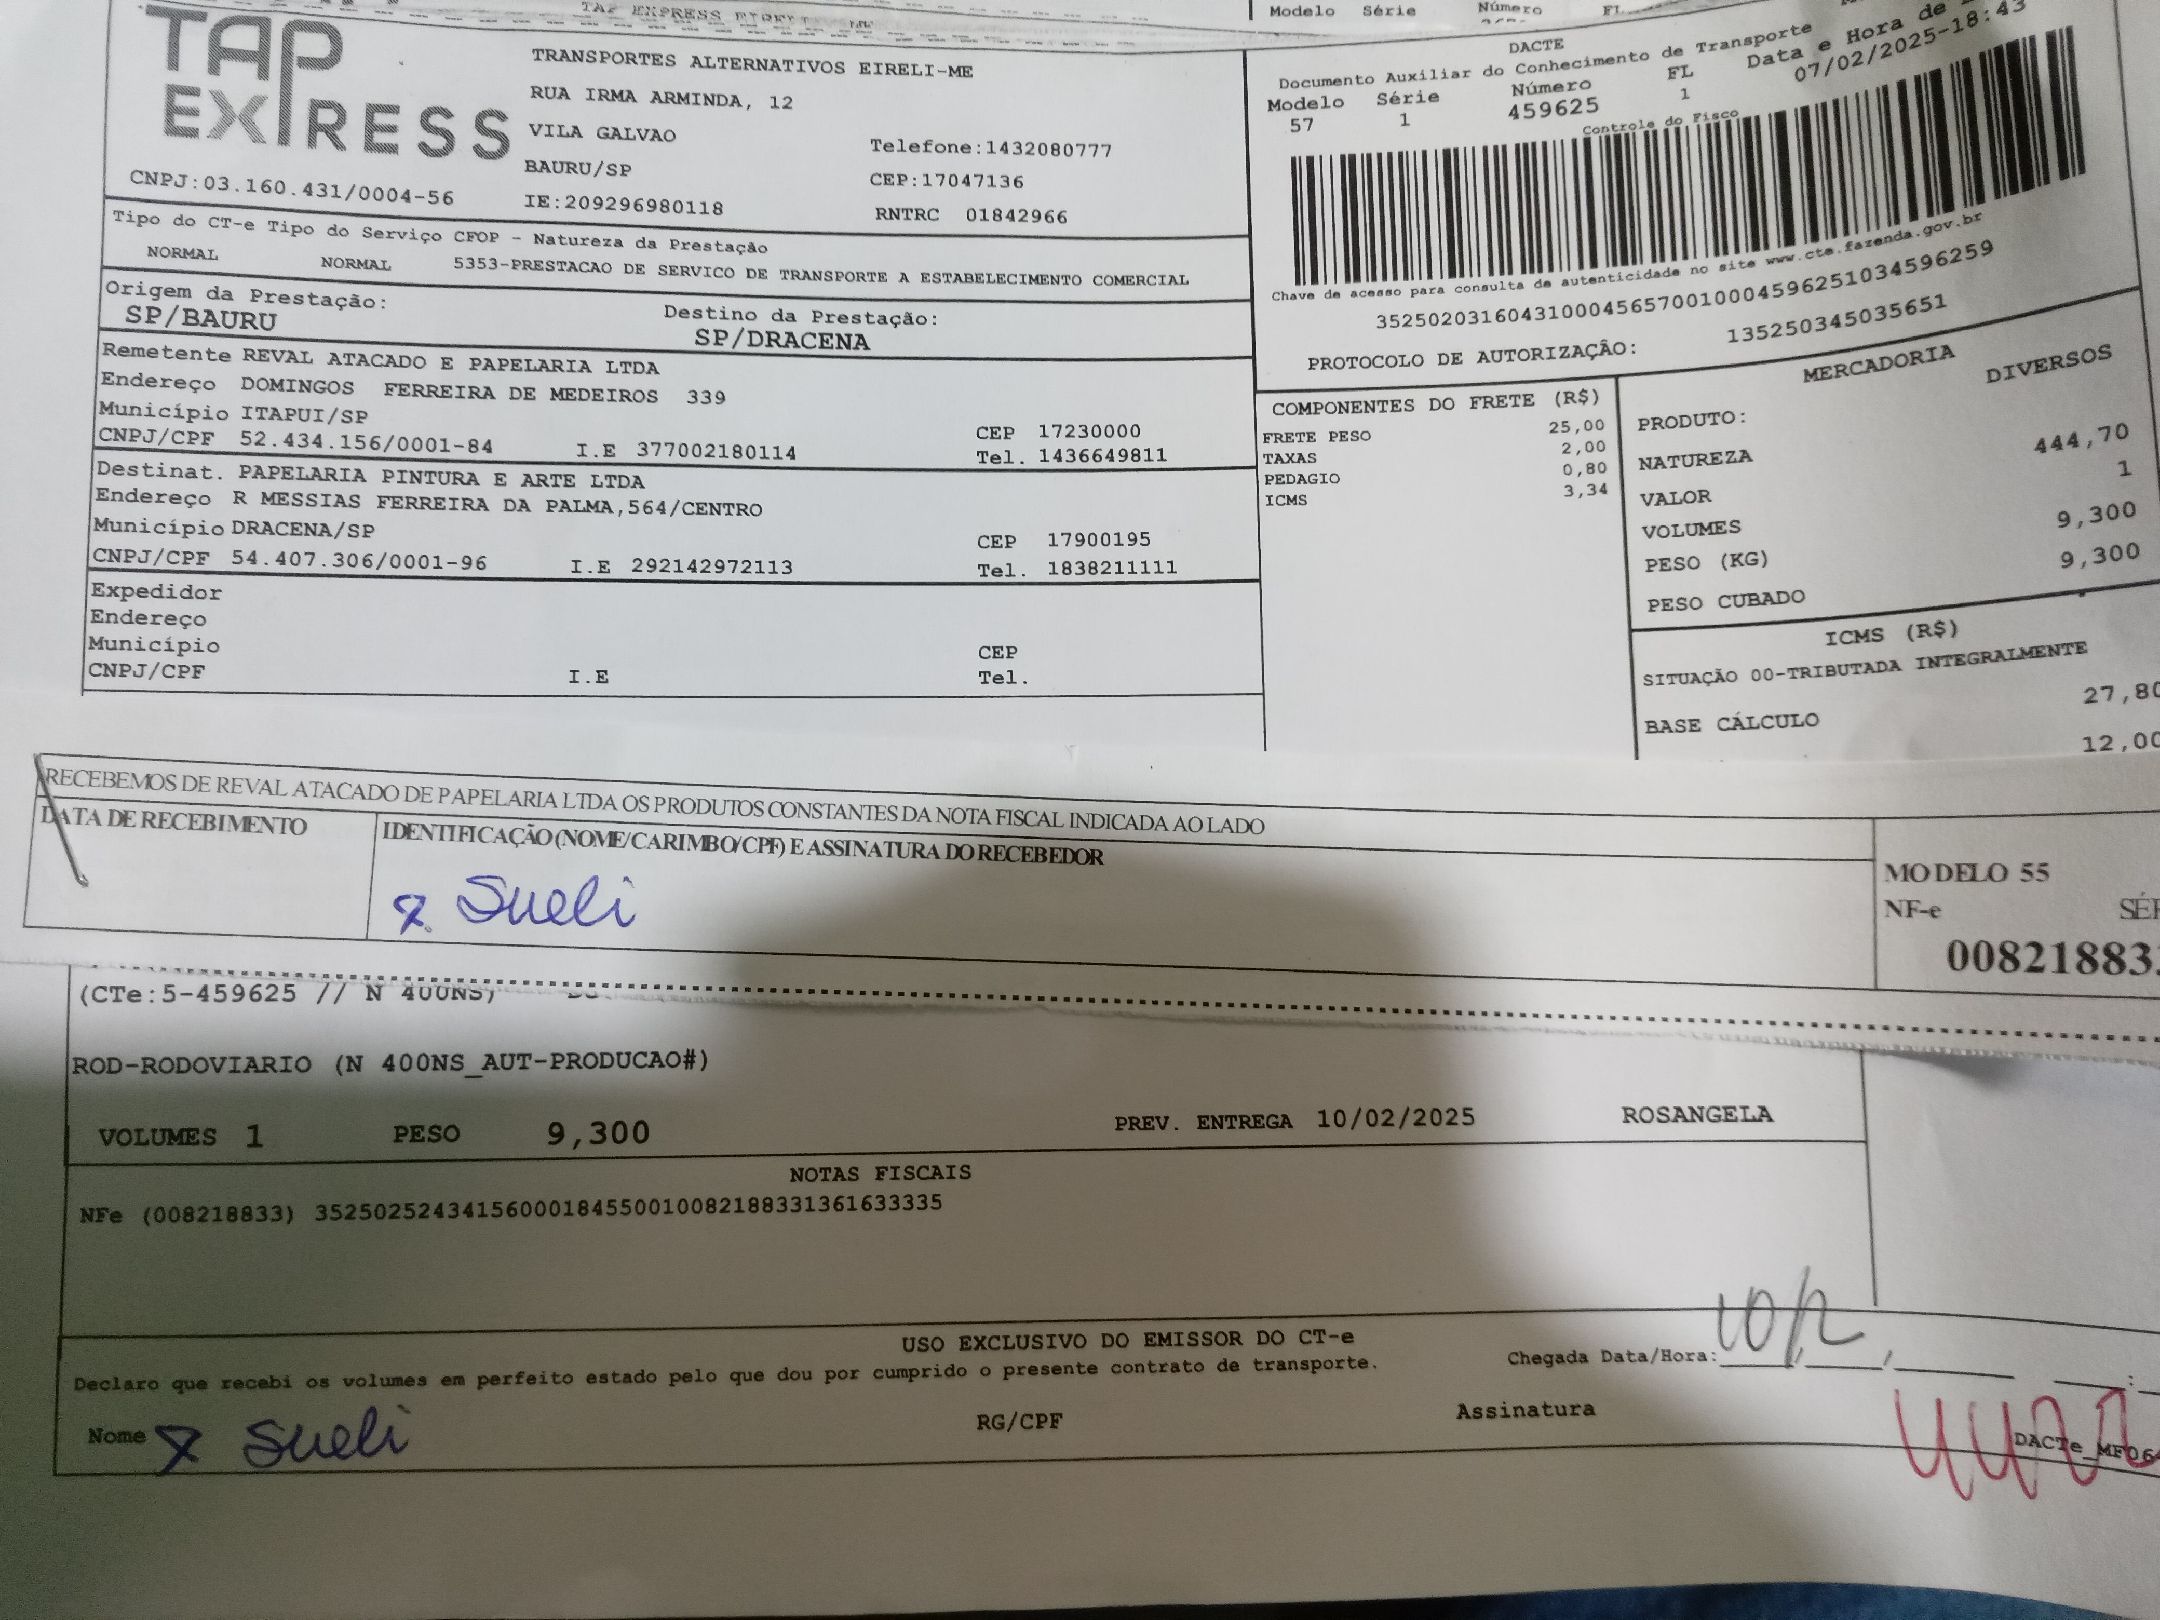 TAP EXPRESS EIRELI
Modelo Série Número FL
TAP
EXPRESS
CNPJ:03.160.431/0004-56
TRANSPORTES ALTERNATIVOS EIRELI-ME
RUA IRMA ARMINDA, 12
VILA GALVAO
BAURU/SP
IE:209296980118
Telefone:1432080777
CEP:17047136
RNTRC 01842966
DACTE
Documento Auxiliar do Conhecimento de Transporte
Modelo Série Número FL Data e Hora de
57 1 459625 1 07/02/2025-18:43
Controle do Fisco
Chave de acesso para consulta de autenticidade no site www.cte.fazenda.gov.br
35250203160431000456570010004596251034596259
PROTOCOLO DE AUTORIZAÇÃO: 135250345035651
Tipo do CT-e Tipo do Serviço CFOP - Natureza da Prestação
NORMAL NORMAL 5353-PRESTACAO DE SERVICO DE TRANSPORTE A ESTABELECIMENTO COMERCIAL
Origem da Prestação: Destino da Prestação:
SP/BAURU SP/DRACENA
Remetente REVAL ATACADO E PAPELARIA LTDA
Endereço DOMINGOS FERREIRA DE MEDEIROS 339
Município ITAPUI/SP CEP 17230000
CNPJ/CPF 52.434.156/0001-84 I.E 377002180114 Tel. 1436649811
Destinat. PAPELARIA PINTURA E ARTE LTDA
Endereço R MESSIAS FERREIRA DA PALMA,564/CENTRO
Município DRACENA/SP CEP 17900195
CNPJ/CPF 54.407.306/0001-96 I.E 292142972113 Tel. 1838211111
Expedidor
Endereço
Município CEP
CNPJ/CPF I.E Tel.
COMPONENTES DO FRETE (R$)
FRETE PESO 25,00
TAXAS 2,00
PEDAGIO 0,80
ICMS 3,34
MERCADORIA
PRODUTO: DIVERSOS
NATUREZA
VALOR 444,70
VOLUMES 1
PESO (KG) 9,300
PESO CUBADO 9,300
ICMS (R$)
SITUAÇÃO 00-TRIBUTADA INTEGRALMENTE
BASE CÁLCULO 27,80
12,00
RECEBEMOS DE REVAL ATACADO DE PAPELARIA LTDA OS PRODUTOS CONSTANTES DA NOTA FISCAL INDICADA AO LADO
DATA DE RECEBIMENTO IDENTIFICAÇÃO (NOME/CARIMBO/CPF) E ASSINATURA DO RECEBEDOR
x Sueli
MODELO 55
NF-e SÉR
008218833
(CTe:5-459625 // N 400NS)
ROD-RODOVIARIO (N 400NS_AUT-PRODUCAO#)
VOLUMES 1 PESO 9,300 PREV. ENTREGA 10/02/2025 ROSANGELA
NOTAS FISCAIS
NFe (008218833) 35250252434156000184550010082188331361633335
USO EXCLUSIVO DO EMISSOR DO CT-e
Declaro que recebi os volumes em perfeito estado pelo que dou por cumprido o presente contrato de transporte.
Chegada Data/Hora: 10/2
Nome x Sueli RG/CPF Assinatura
DACTe_MF06